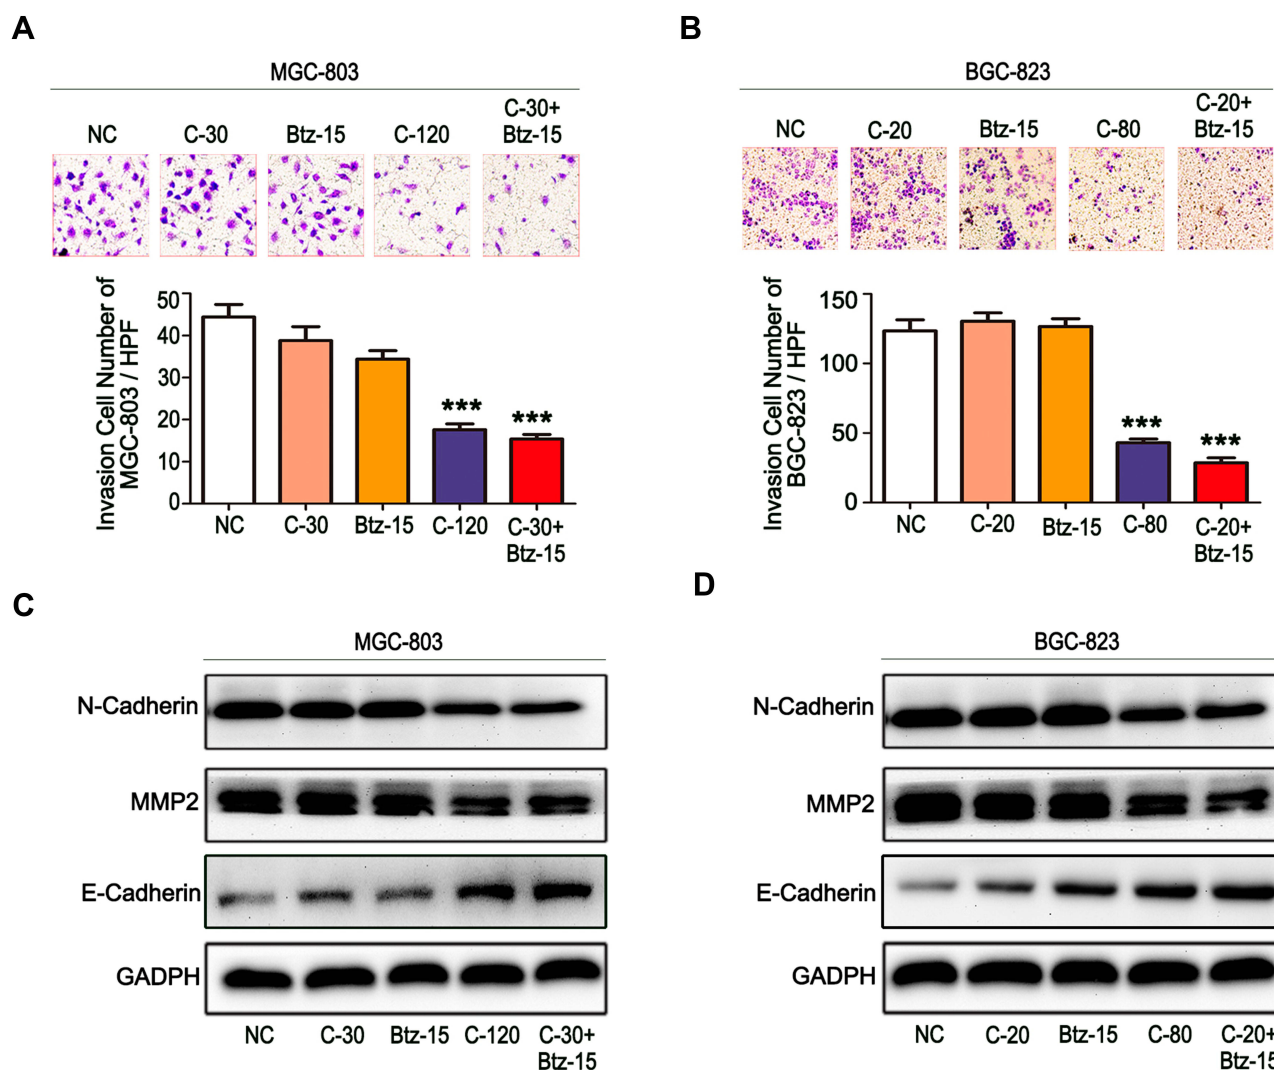 A
MGC-803
NC C-30 Btz-15 C-120 C-30+
Btz-15
Invasion Cell Number of
MGC-803 / HPF
50
40
30
20
10
0
***
***
NC C-30 Btz-15 C-120 C-30+
Btz-15
B
BGC-823
NC C-20 Btz-15 C-80 C-20+
Btz-15
Invasion Cell Number of
BGC-823 / HPF
150
100
50
0
***
***
NC C-20 Btz-15 C-80 C-20+
Btz-15
C
MGC-803
N-Cadherin
MMP2
E-Cadherin
GADPH
NC C-30 Btz-15 C-120 C-30+
Btz-15
D
BGC-823
N-Cadherin
MMP2
E-Cadherin
GADPH
NC C-20 Btz-15 C-80 C-20+
Btz-15